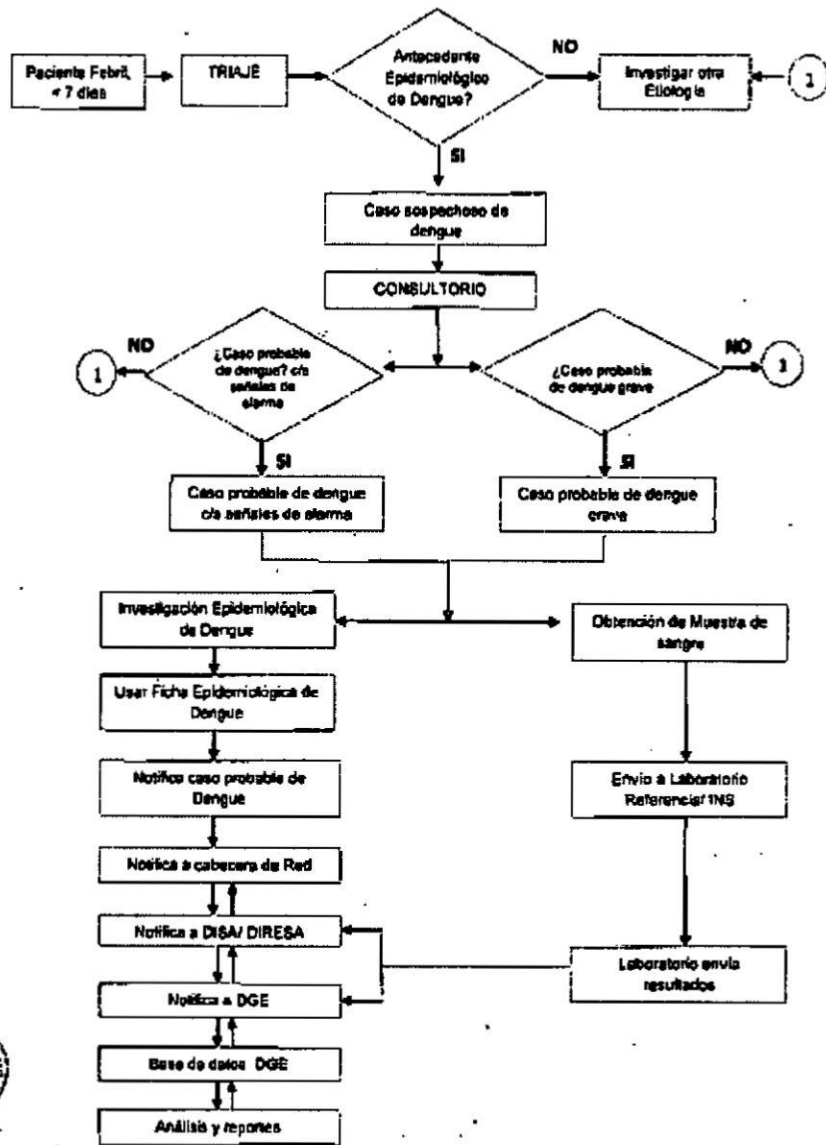 Paciente Febril,
< 7 dias
TRIAJE
Antecedente
Epidemiológico
de Dengue?
NO
Investigar otra
Etiología
1
SI
Caso sospechoso de
dengue
CONSULTORIO
NO
1
¿Caso probable
de dengue? c/s
señales de
alarma
¿Caso probable
de dengue grave
NO
1
SI
SI
Caso probable de dengue
c/s señales de alarma
Caso probable de dengue
grave
Investigación Epidemiológica
de Dengue
Obtención de Muestra de
sangre
Usar Ficha Epidemiológica de
Dengue
Notifica caso probable de
Dengue
Envio a Laboratorio
Referencia/ INS
Notifica a cabecera de Red
Notifica a DISA/ DIRESA
Laboratorio envia
resultados
Notifica a DGE
Base de datos DGE
Análisis y reportes